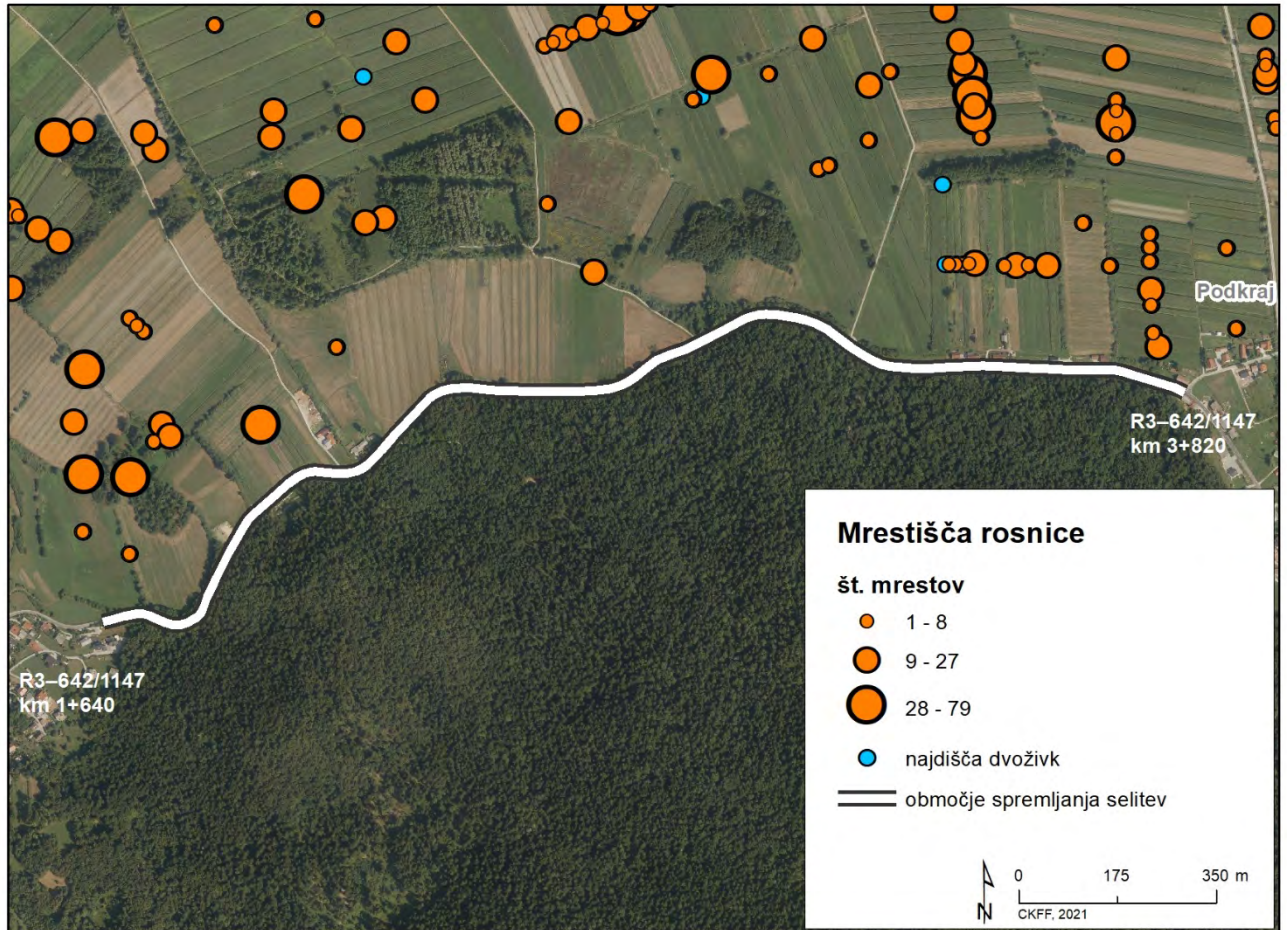 Podkraj
R3–642/1147
km 3+820
R3–642/1147
km 1+640
Mrestišča rosnice
št. mrestov
1 - 8
9 - 27
28 - 79
najdišča dvoživk
območje spremljanja selitev
N
0 175 350 m
CKFF, 2021